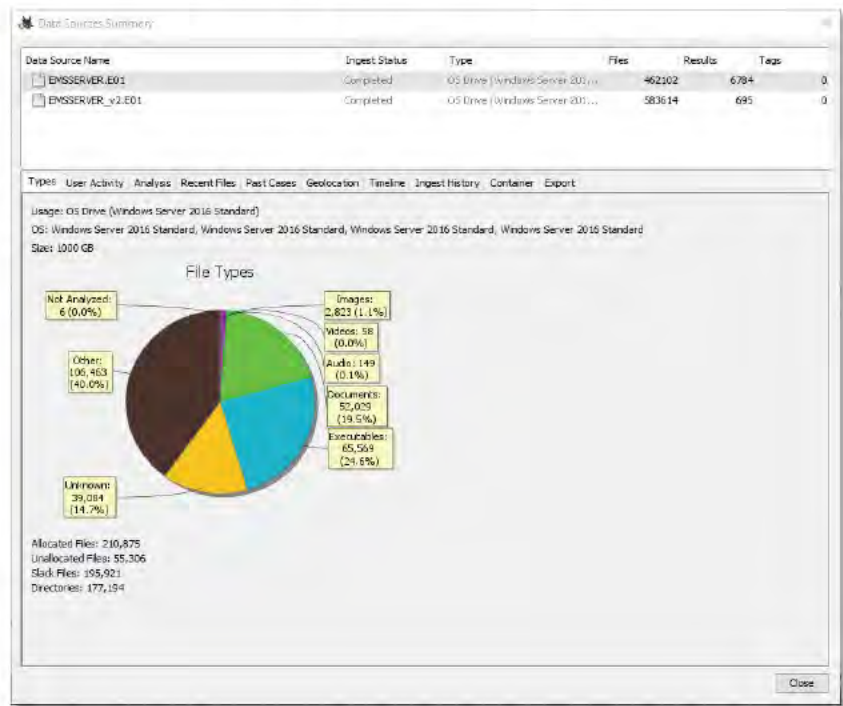 Data Sources Summary
Data Source Name Ingest Status Type Files Results Tags
EMSSERVER.E01 Completed OS Drive (Windows Server 201... 462102 6784 0
EMSSERVER_v2.E01 Completed OS Drive (Windows Server 201... 583614 695 0
Types User Activity Analysis Recent Files Past Cases Geolocation Timeline Ingest History Container Export
Usage: OS Drive (Windows Server 2016 Standard)
OS: Windows Server 2016 Standard, Windows Server 2016 Standard, Windows Server 2016 Standard, Windows Server 2016 Standard
Size: 1000 GB
File Types
Not Analyzed:
6 (0.0%)
Images:
2,823 (1.1%)
Videos: 58
(0.0%)
Other:
106,463
(40.0%)
Audio: 149
(0.1%)
Documents:
52,029
(19.5%)
Executables:
65,569
(24.6%)
Unknown:
39,084
(14.7%)
Allocated Files: 210,875
Unallocated Files: 55,306
Slack Files: 195,921
Directories: 177,194
Close